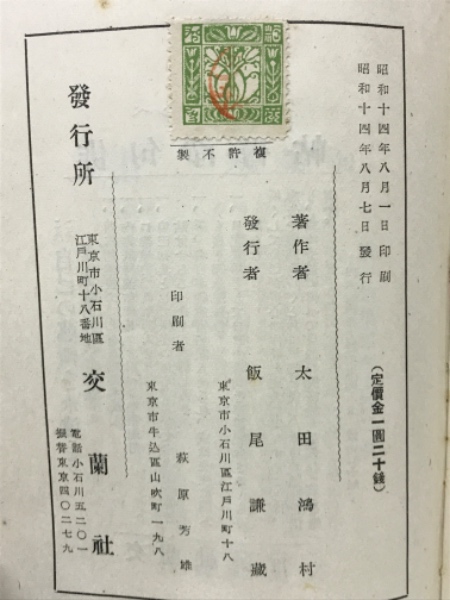 昭和十四年八月一日印刷
昭和十四年八月七日發行
(定價金一圓二十錢)
著作者 太田鴻村
發行者 飯尾謙藏
東京市小石川區江戸川町十八
印刷者 萩原芳雄
東京市牛込區山吹町一九八
製不許複
發行所 交蘭社
東京市小石川區
江戸川町十八番地
電話小石川五二〇一
振替東京四〇二七九